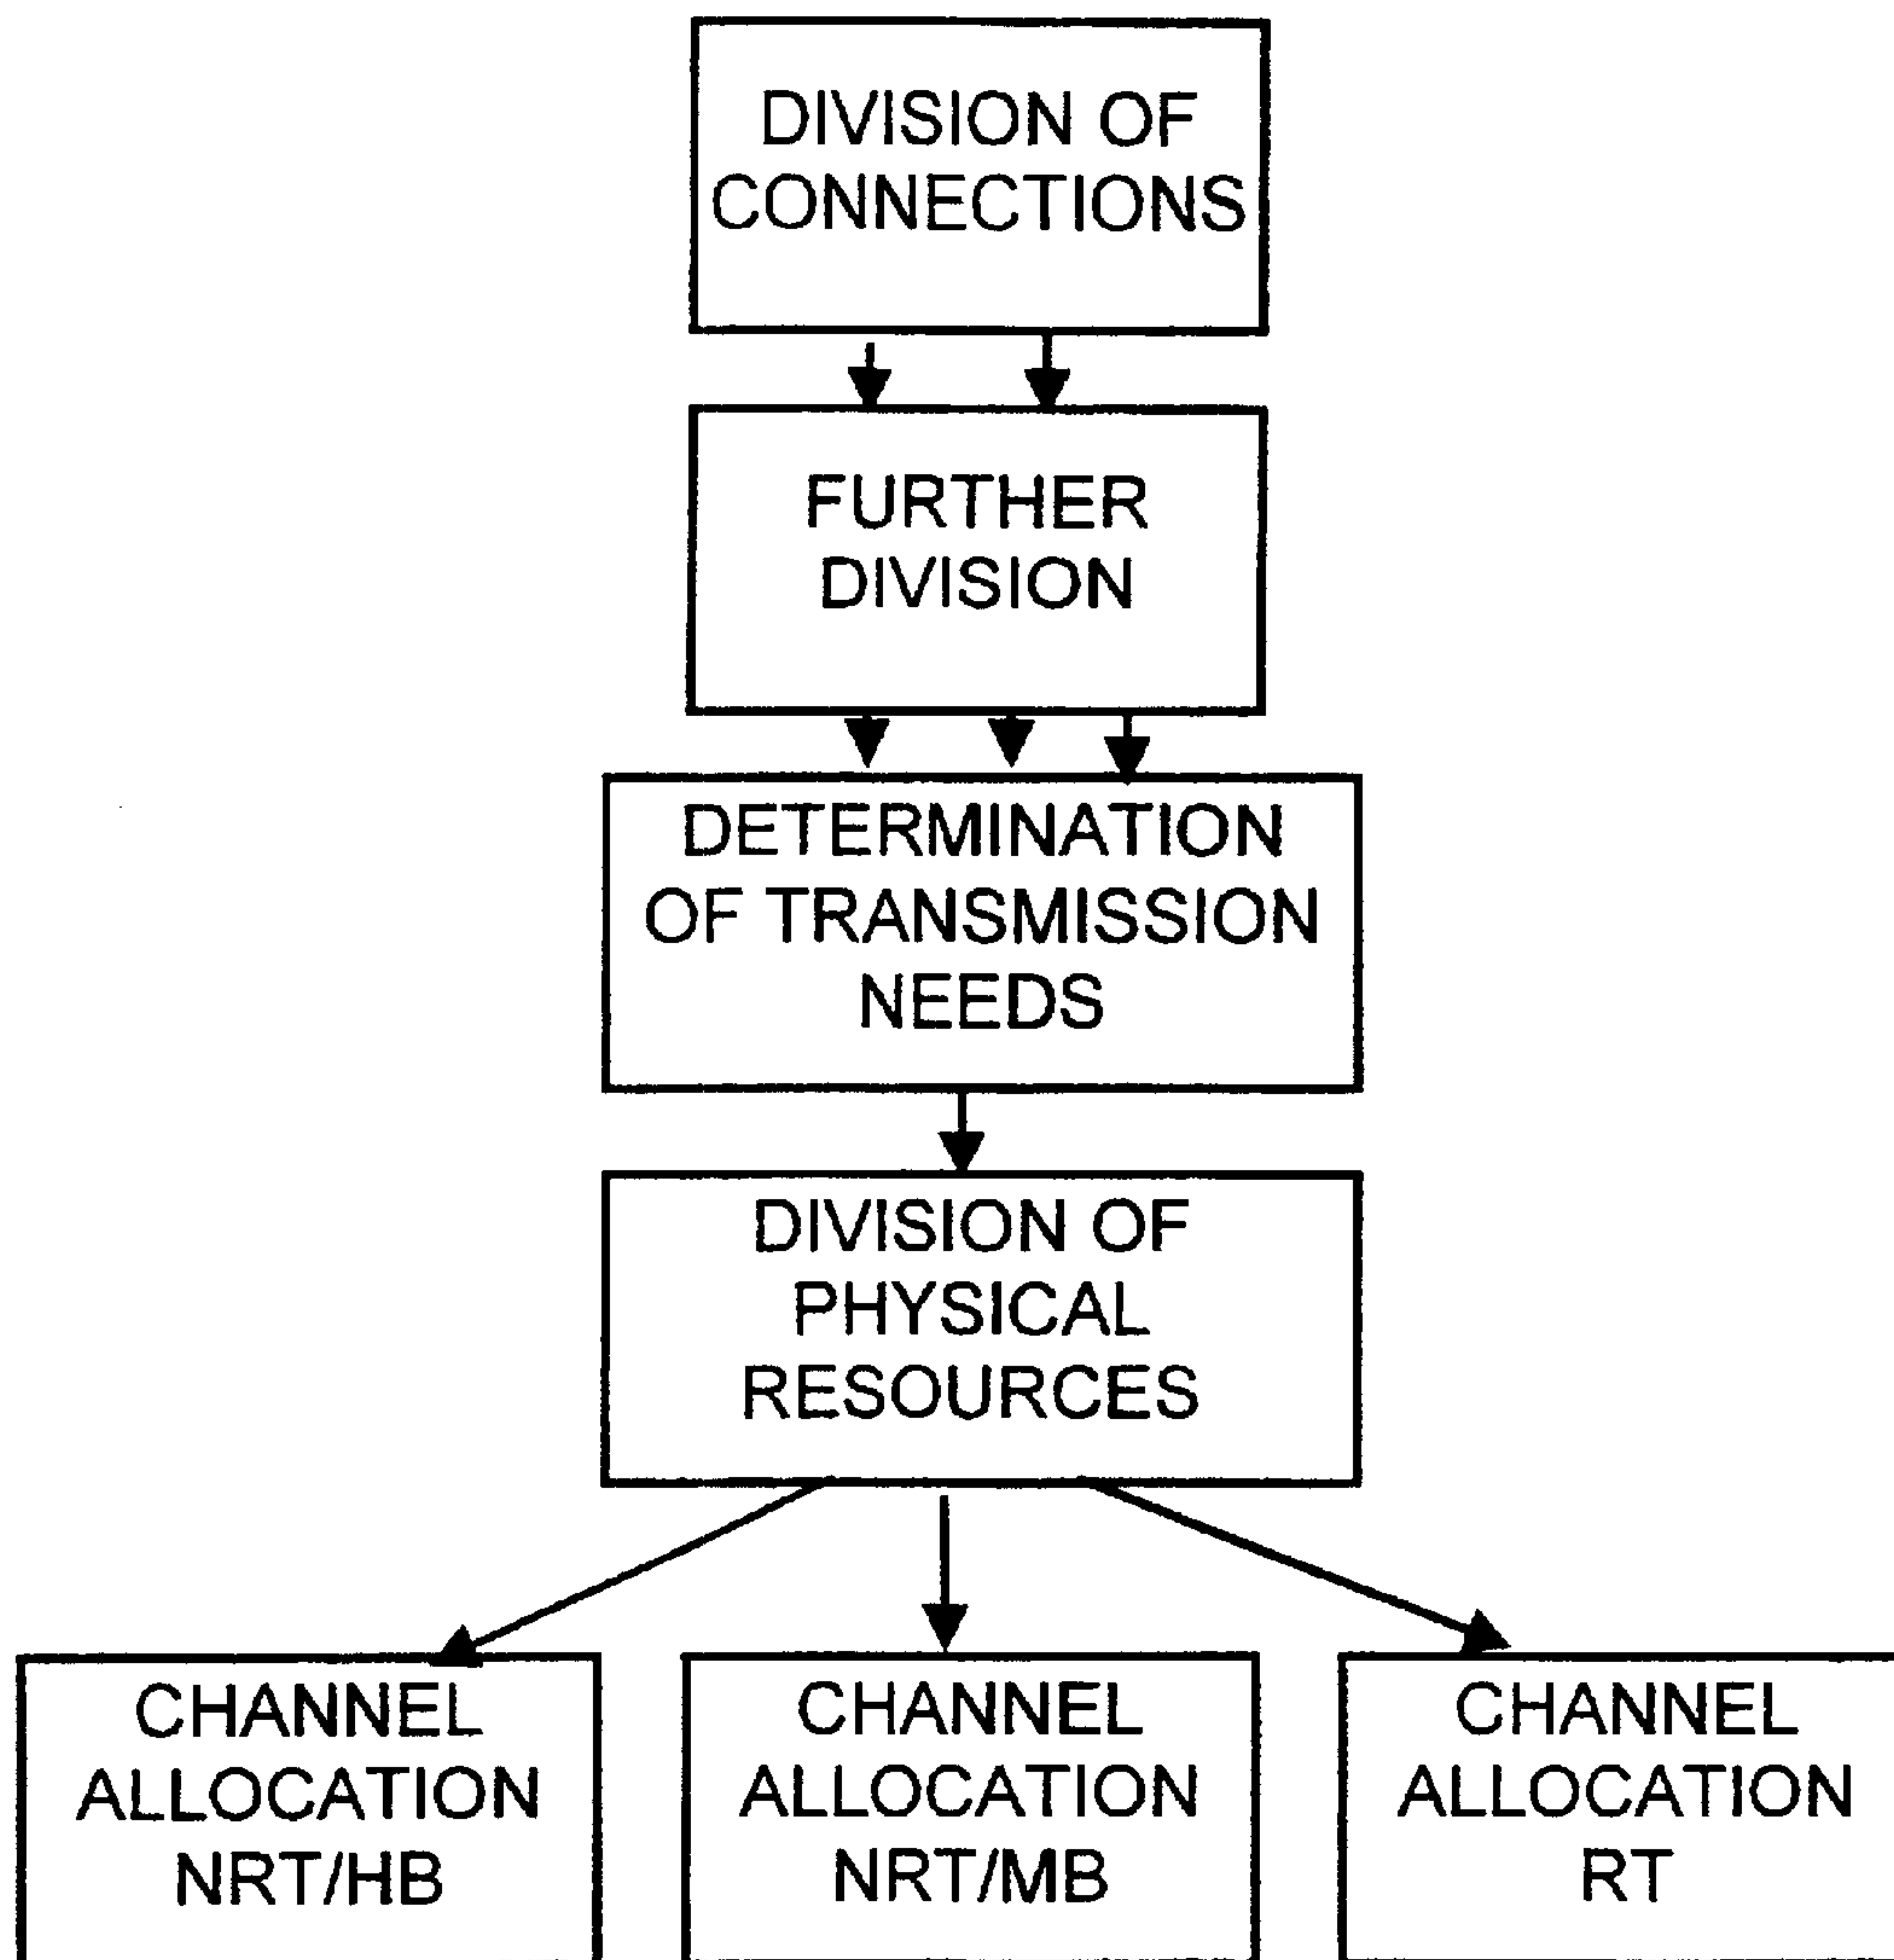 DIVISION OF
CONNECTIONS
FURTHER
DIVISION
DETERMINATION
OF TRANSMISSION
NEEDS
DIVISION OF
PHYSICAL
RESOURCES
CHANNEL
ALLOCATION
NRT/HB
CHANNEL
ALLOCATION
NRT/MB
CHANNEL
ALLOCATION
RT